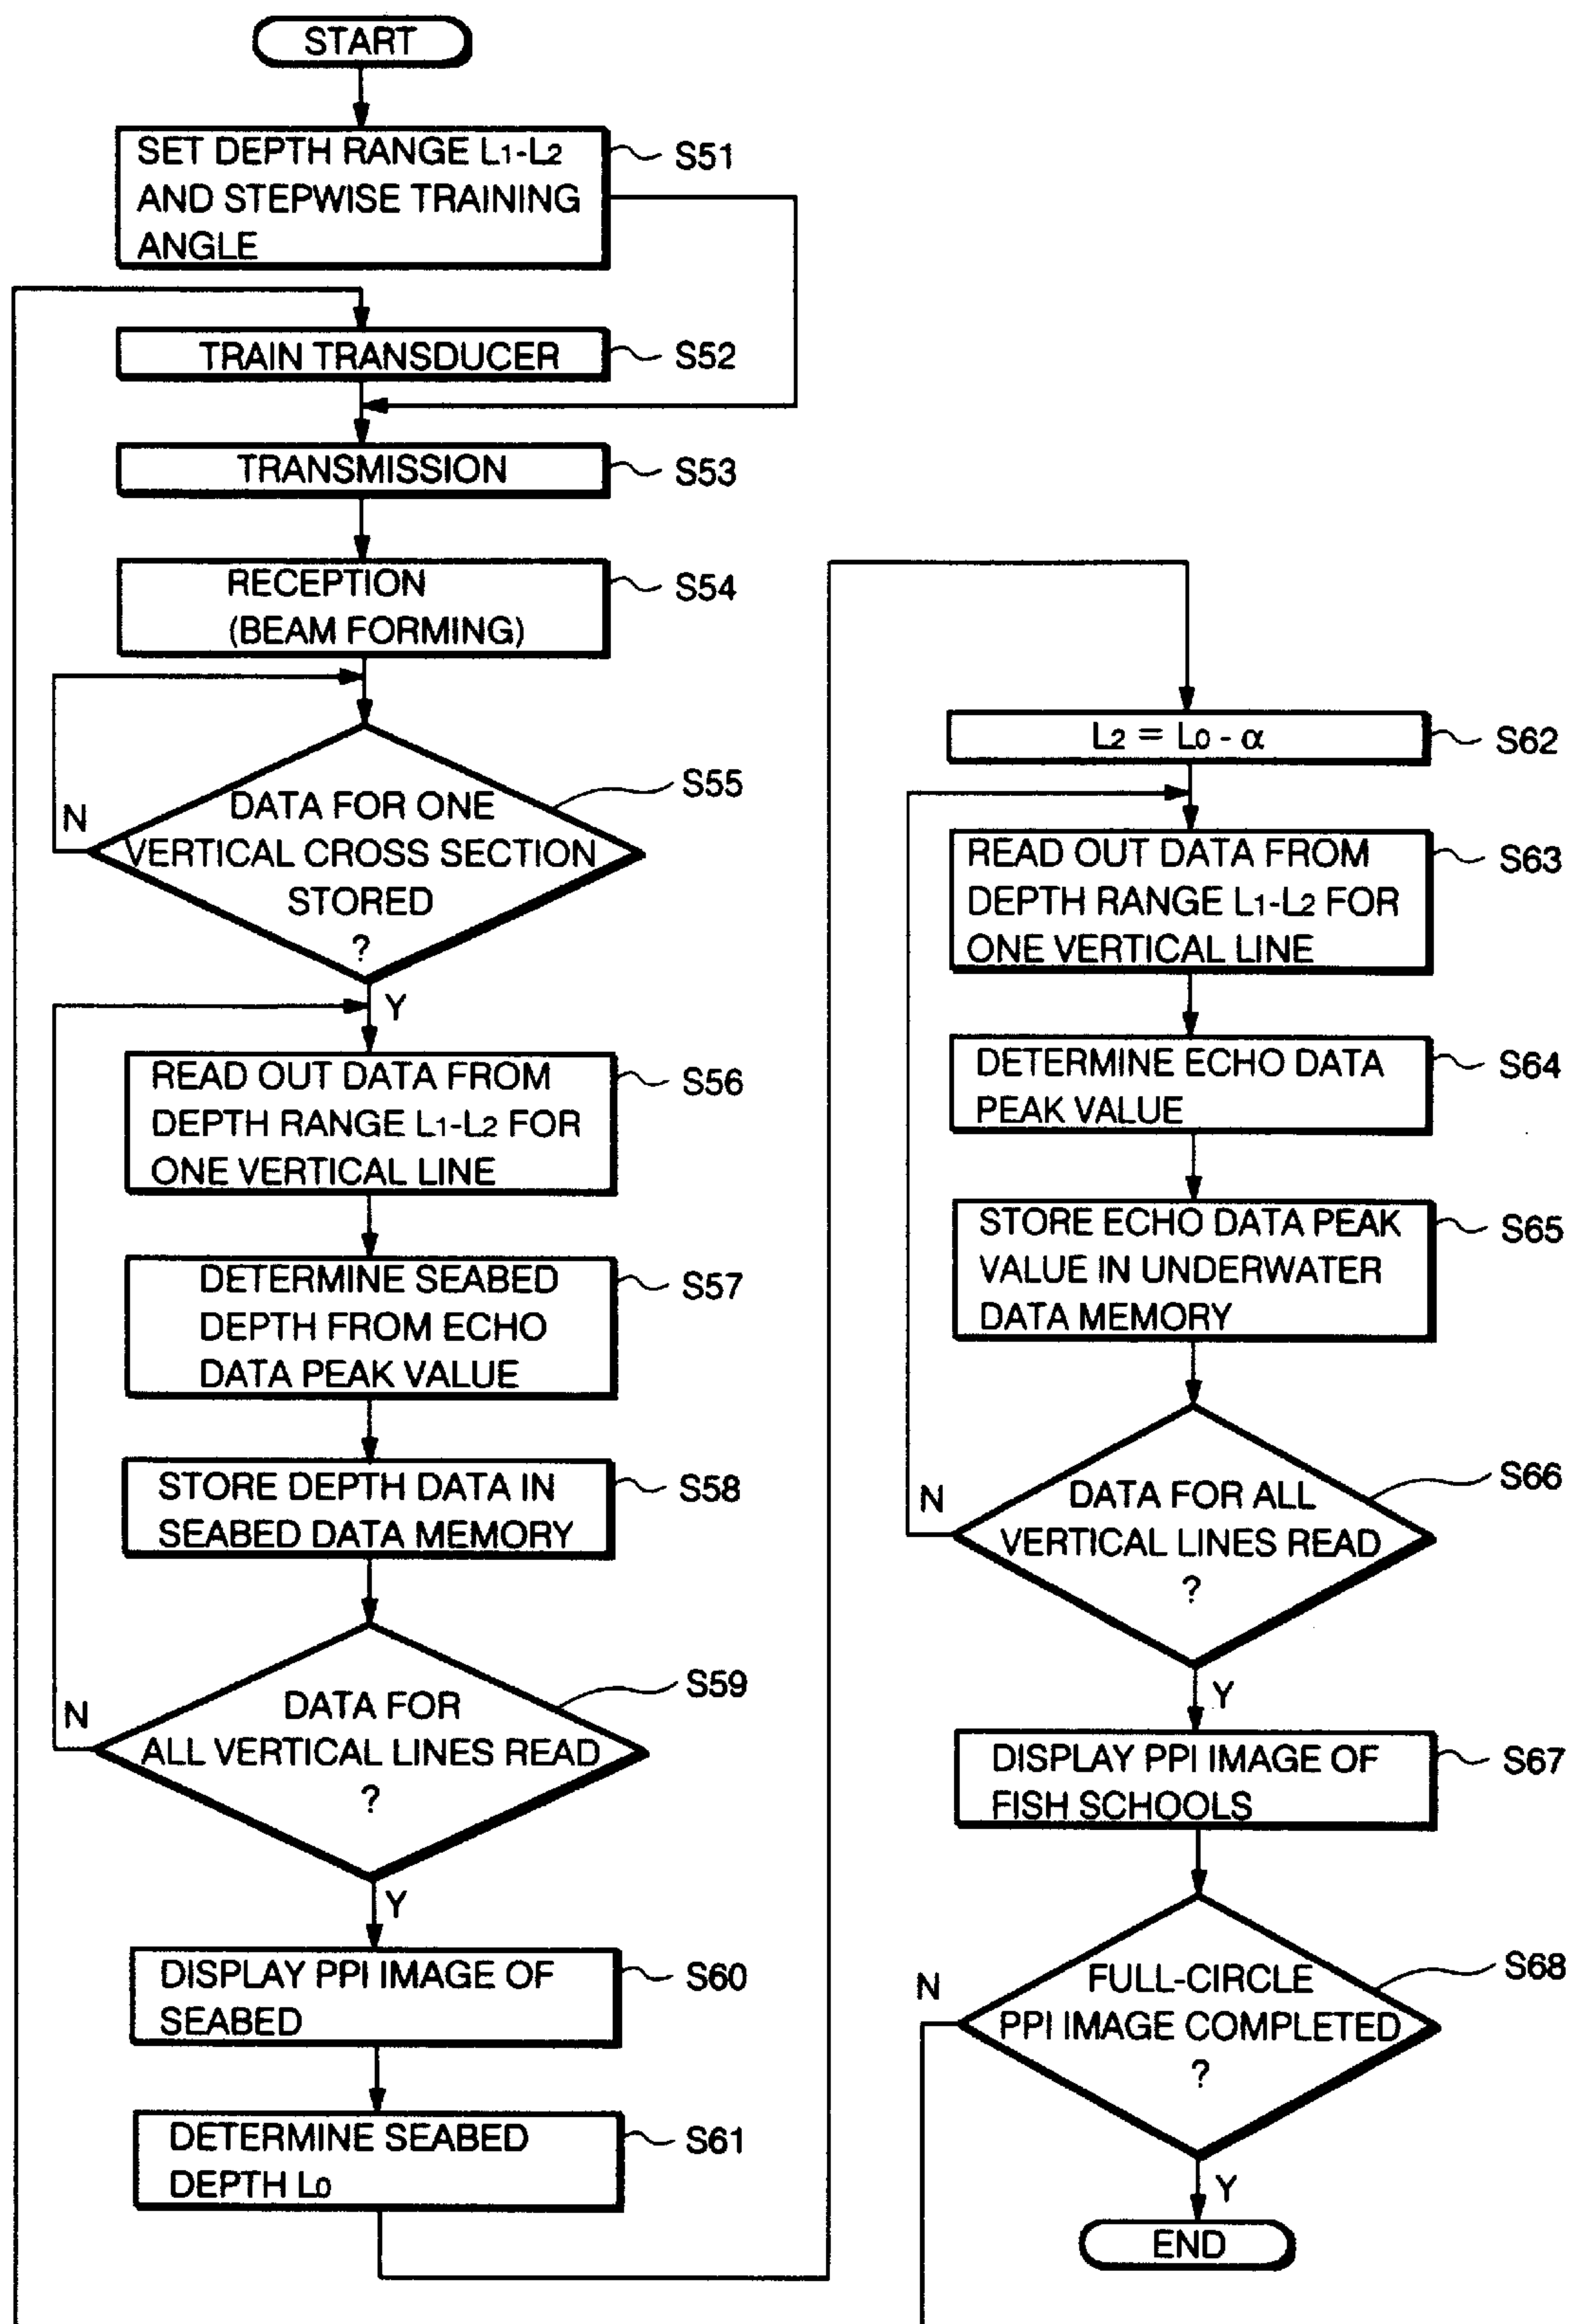 START
SET DEPTH RANGE L1-L2
AND STEPWISE TRAINING
ANGLE
S51
TRAIN TRANSDUCER
S52
TRANSMISSION
S53
RECEPTION
(BEAM FORMING)
S54
DATA FOR ONE
VERTICAL CROSS SECTION
STORED
?
S55
N
Y
READ OUT DATA FROM
DEPTH RANGE L1-L2 FOR
ONE VERTICAL LINE
S56
DETERMINE SEABED
DEPTH FROM ECHO
DATA PEAK VALUE
S57
STORE DEPTH DATA IN
SEABED DATA MEMORY
S58
DATA FOR
ALL VERTICAL LINES READ
?
S59
N
Y
DISPLAY PPI IMAGE OF
SEABED
S60
DETERMINE SEABED
DEPTH L0
S61
L2 = L0 - α
S62
READ OUT DATA FROM
DEPTH RANGE L1-L2 FOR
ONE VERTICAL LINE
S63
DETERMINE ECHO DATA
PEAK VALUE
S64
STORE ECHO DATA PEAK
VALUE IN UNDERWATER
DATA MEMORY
S65
DATA FOR ALL
VERTICAL LINES READ
?
S66
N
Y
DISPLAY PPI IMAGE OF
FISH SCHOOLS
S67
FULL-CIRCLE
PPI IMAGE COMPLETED
?
S68
N
Y
END